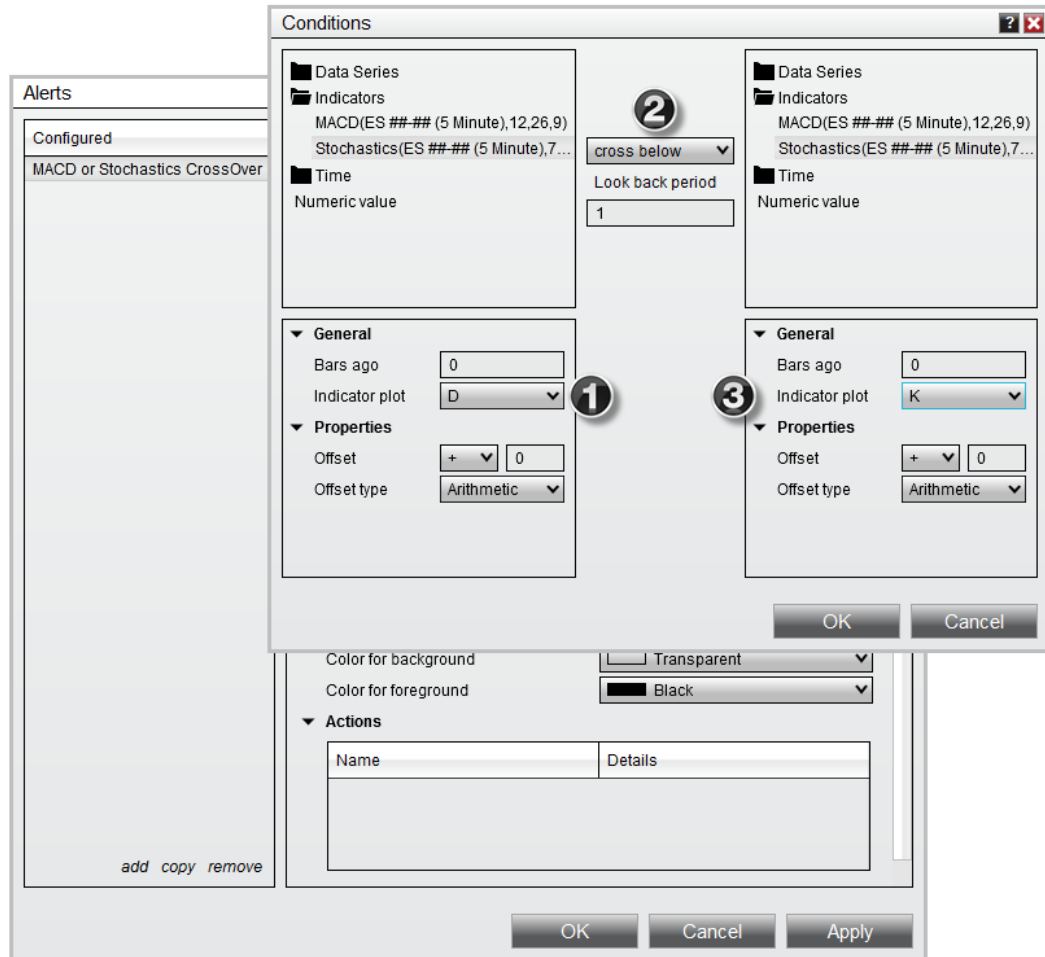 Conditions
?
Data Series
Indicators
MACD(ES ##-## (5 Minute),12,26,9)
Stochastics(ES ##-## (5 Minute),7...
Time
Numeric value
2
cross below
Look back period
1
Data Series
Indicators
MACD(ES ##-## (5 Minute),12,26,9)
Stochastics(ES ##-## (5 Minute),7...
Time
Numeric value
General
Bars ago 0
Indicator plot D
1
Properties
Offset + 0
Offset type Arithmetic
3
General
Bars ago 0
Indicator plot K
Properties
Offset + 0
Offset type Arithmetic
OK Cancel
Alerts
Configured
MACD or Stochastics CrossOver
add copy remove
Color for background Transparent
Color for foreground Black
Actions
Name Details
OK Cancel Apply